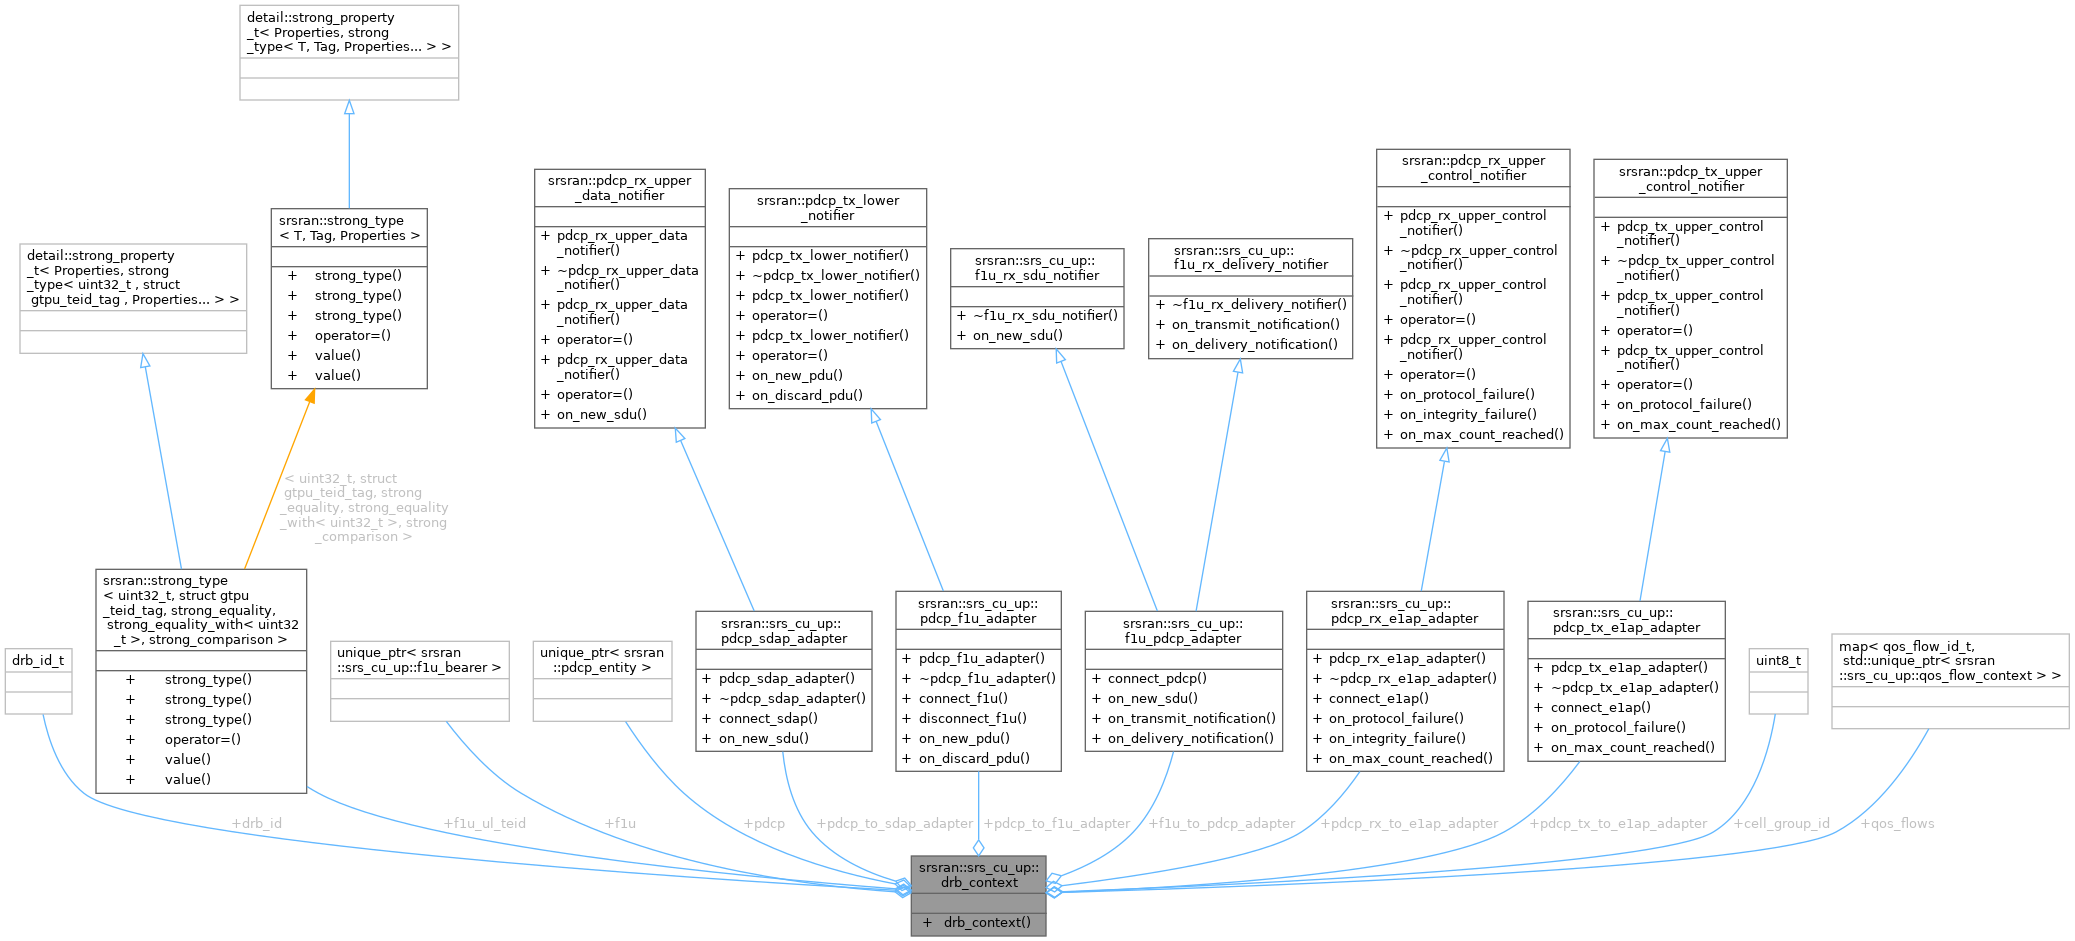 detail::strong_property
_t< Properties, strong
_type< T, Tag, Properties... > >
srsran::strong_type
< T, Tag, Properties >
+ strong_type()
+ strong_type()
+ strong_type()
+ operator=()
+ value()
+ value()
detail::strong_property
_t< Properties, strong
_type< uint32_t , struct
gtpu_teid_tag , Properties... > >
srsran::pdcp_rx_upper
_data_notifier
+ pdcp_rx_upper_data
_notifier()
+ ~pdcp_rx_upper_data
_notifier()
+ pdcp_rx_upper_data
_notifier()
+ operator=()
+ pdcp_rx_upper_data
_notifier()
+ operator=()
+ on_new_sdu()
srsran::pdcp_tx_lower
_notifier
+ pdcp_tx_lower_notifier()
+ ~pdcp_tx_lower_notifier()
+ pdcp_tx_lower_notifier()
+ operator=()
+ pdcp_tx_lower_notifier()
+ operator=()
+ on_new_pdu()
+ on_discard_pdu()
srsran::srs_cu_up::
f1u_rx_sdu_notifier
+ ~f1u_rx_sdu_notifier()
+ on_new_sdu()
srsran::srs_cu_up::
f1u_rx_delivery_notifier
+ ~f1u_rx_delivery_notifier()
+ on_transmit_notification()
+ on_delivery_notification()
srsran::pdcp_rx_upper
_control_notifier
+ pdcp_rx_upper_control
_notifier()
+ ~pdcp_rx_upper_control
_notifier()
+ pdcp_rx_upper_control
_notifier()
+ operator=()
+ pdcp_rx_upper_control
_notifier()
+ operator=()
+ on_protocol_failure()
+ on_integrity_failure()
+ on_max_count_reached()
srsran::pdcp_tx_upper
_control_notifier
+ pdcp_tx_upper_control
_notifier()
+ ~pdcp_tx_upper_control
_notifier()
+ pdcp_tx_upper_control
_notifier()
+ operator=()
+ pdcp_tx_upper_control
_notifier()
+ operator=()
+ on_protocol_failure()
+ on_max_count_reached()
< uint32_t, struct
gtpu_teid_tag, strong
_equality, strong_equality
_with< uint32_t >, strong
_comparison >
drb_id_t
srsran::strong_type
< uint32_t, struct gtpu
_teid_tag, strong_equality,
strong_equality_with< uint32
_t >, strong_comparison >
+ strong_type()
+ strong_type()
+ strong_type()
+ operator=()
+ value()
+ value()
unique_ptr< srsran
::srs_cu_up::f1u_bearer >
unique_ptr< srsran
::pdcp_entity >
srsran::srs_cu_up::
pdcp_sdap_adapter
+ pdcp_sdap_adapter()
+ ~pdcp_sdap_adapter()
+ connect_sdap()
+ on_new_sdu()
srsran::srs_cu_up::
pdcp_f1u_adapter
+ pdcp_f1u_adapter()
+ ~pdcp_f1u_adapter()
+ connect_f1u()
+ disconnect_f1u()
+ on_new_pdu()
+ on_discard_pdu()
srsran::srs_cu_up::
f1u_pdcp_adapter
+ connect_pdcp()
+ on_new_sdu()
+ on_transmit_notification()
+ on_delivery_notification()
srsran::srs_cu_up::
pdcp_rx_e1ap_adapter
+ pdcp_rx_e1ap_adapter()
+ ~pdcp_rx_e1ap_adapter()
+ connect_e1ap()
+ on_protocol_failure()
+ on_integrity_failure()
+ on_max_count_reached()
srsran::srs_cu_up::
pdcp_tx_e1ap_adapter
+ pdcp_tx_e1ap_adapter()
+ ~pdcp_tx_e1ap_adapter()
+ connect_e1ap()
+ on_protocol_failure()
+ on_max_count_reached()
uint8_t
map< qos_flow_id_t,
std::unique_ptr< srsran
::srs_cu_up::qos_flow_context > >
+drb_id
+f1u_ul_teid
+f1u
+pdcp
+pdcp_to_sdap_adapter
+pdcp_to_f1u_adapter
+f1u_to_pdcp_adapter
+pdcp_rx_to_e1ap_adapter
+pdcp_tx_to_e1ap_adapter
+cell_group_id
+qos_flows
srsran::srs_cu_up::
drb_context
+ drb_context()